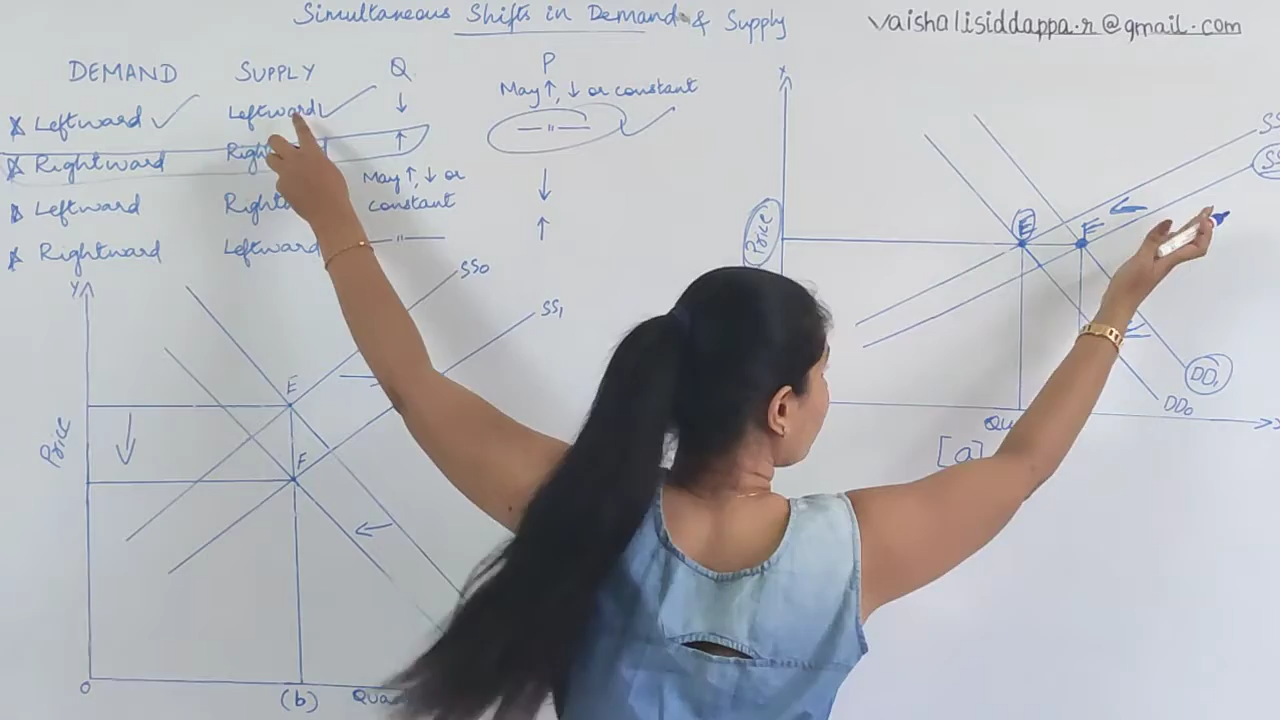 Simultaneous Shifts in Demand & Supply
vaishalisiddappa.r@gmail.com
DEMAND SUPPLY Q P
Leftward Leftward ↓ May ↑, ↓ or constant
Rightward ↑ —"—
Leftward May ↑, ↓ or constant ↓
Rightward Leftward —"— ↑
Y
SS0
SS1
E
F
Price
O
(b)
Y
Price
E
F
DD1
DD0
[a]
X